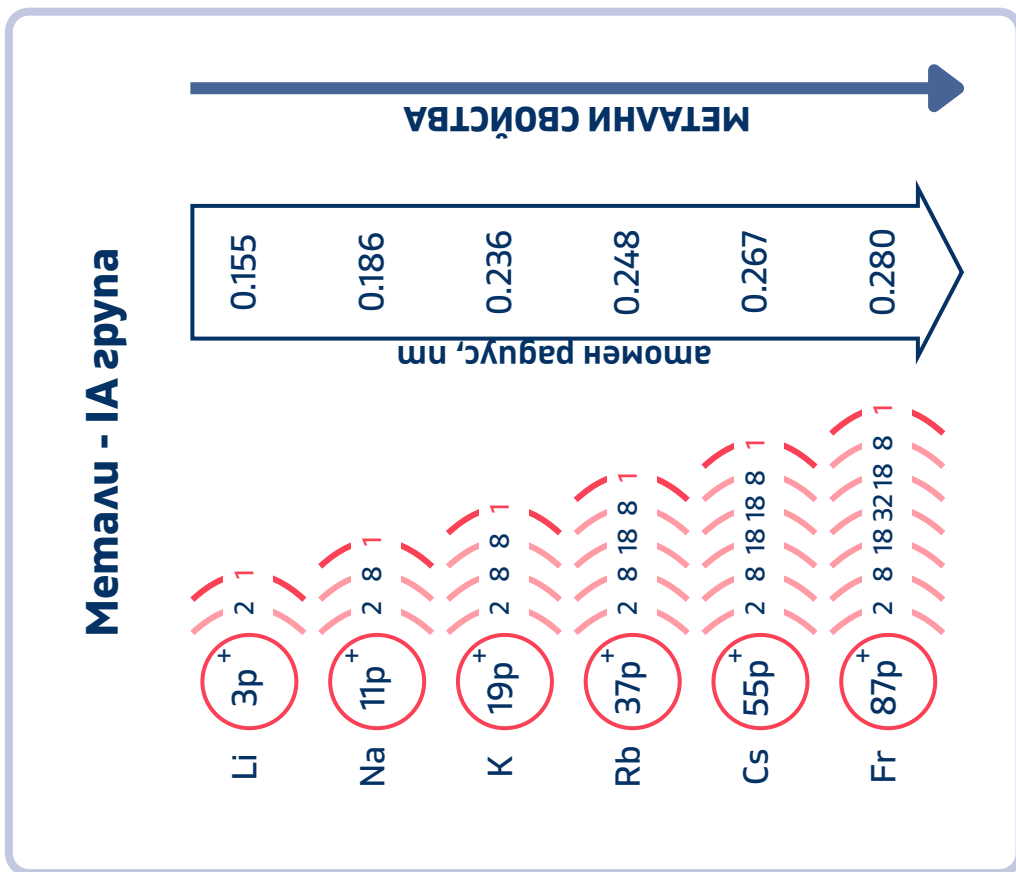 Метали - IA група
Li 3p+ 2 1 0.155
Na 11p+ 2 8 1 0.186
K 19p+ 2 8 8 1 0.236
Rb 37p+ 2 8 18 8 1 0.248
Cs 55p+ 2 8 18 18 8 1 0.267
Fr 87p+ 2 8 18 32 18 8 1 0.280
атомен радиус, nm
МЕТАЛНИ СВОЙСТВА